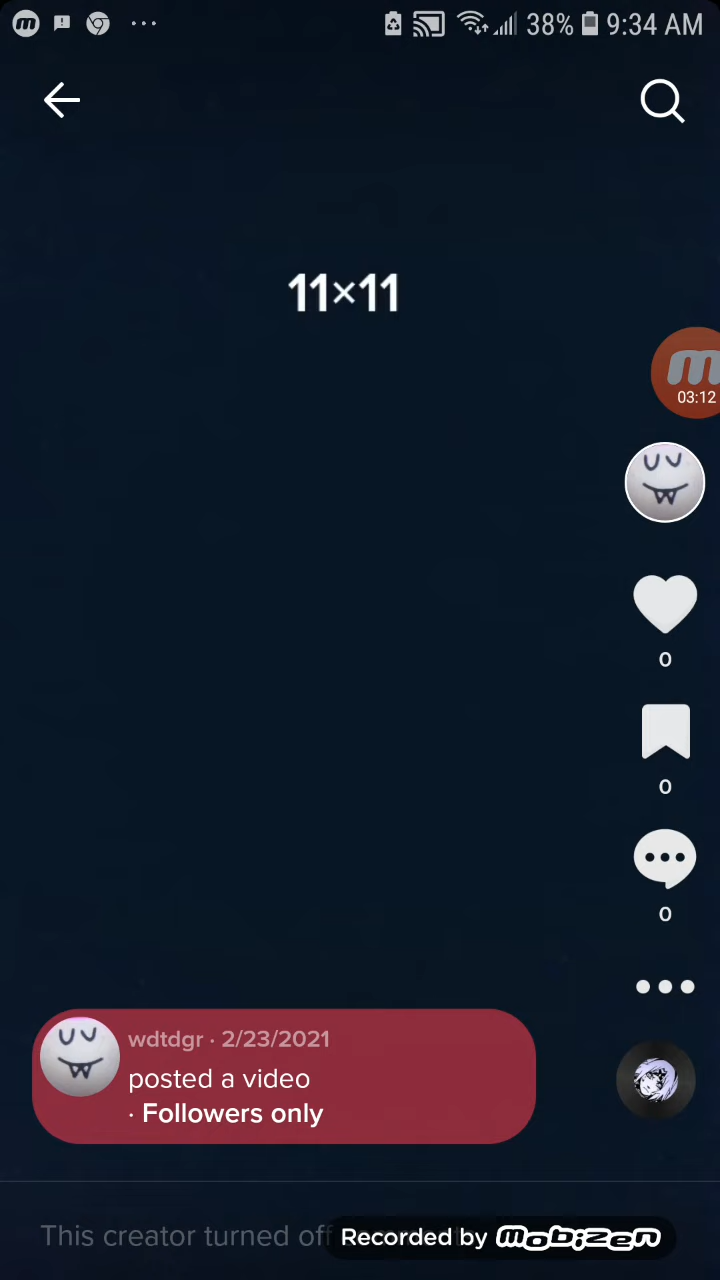 38% 9:34 AM
11×11
03:12
0
0
0
wdtdgr · 2/23/2021
posted a video
· Followers only
This creator turned off
Recorded by mobizen